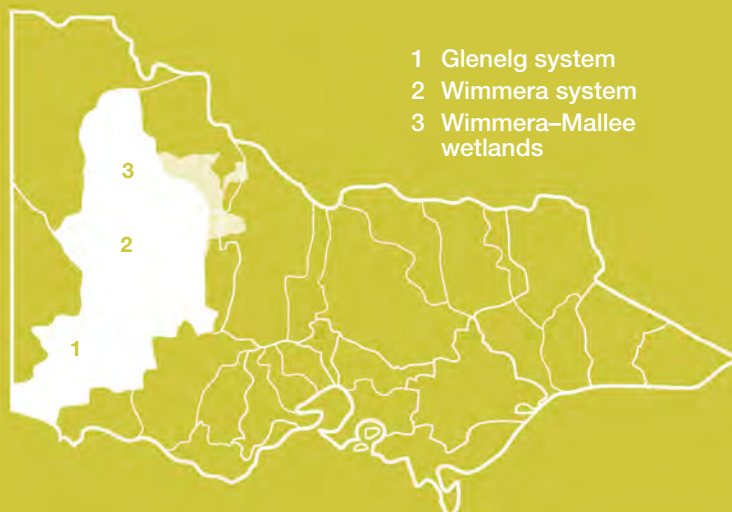 1 Glenelg system
2 Wimmera system
3 Wimmera–Mallee
wetlands
3
2
1